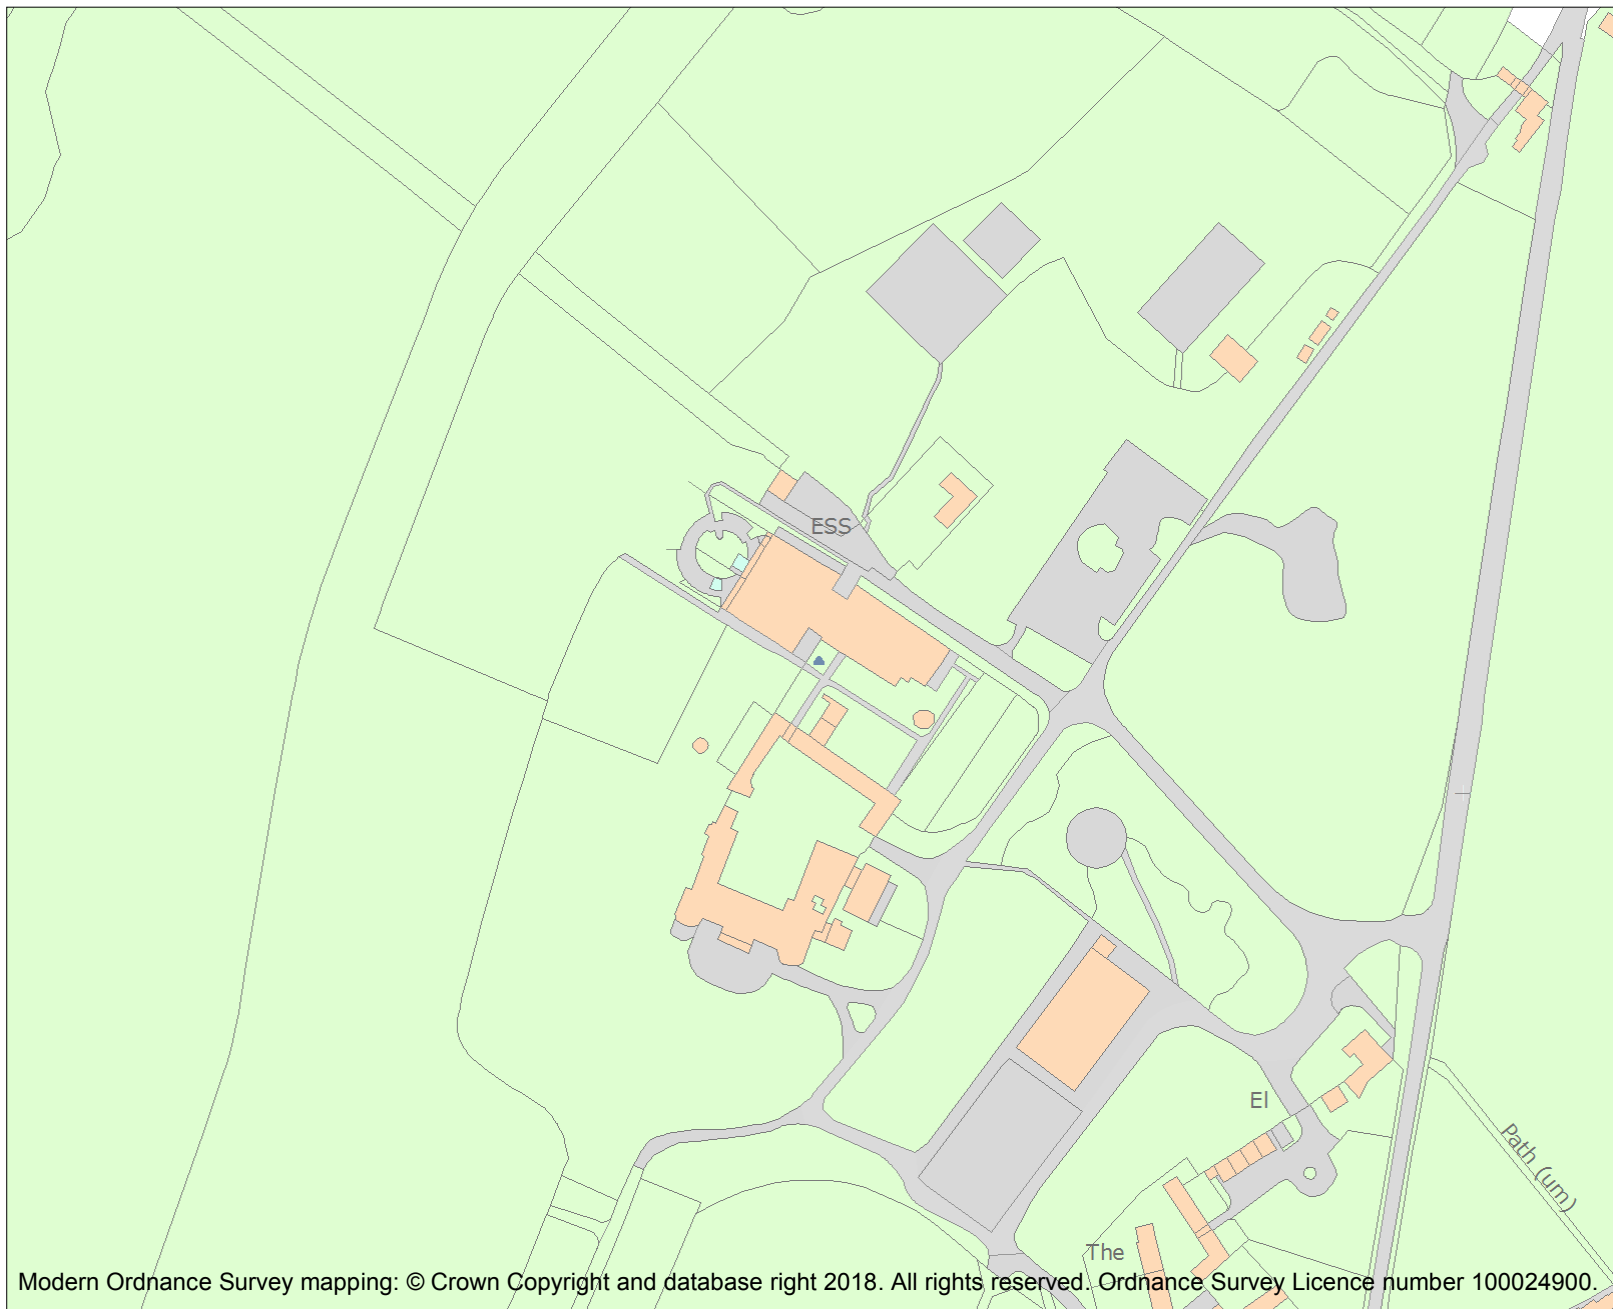 ESS
El
Path (um)
The
Modern Ordnance Survey mapping: © Crown Copyright and database right 2018. All rights reserved. Ordnance Survey Licence number 100024900.